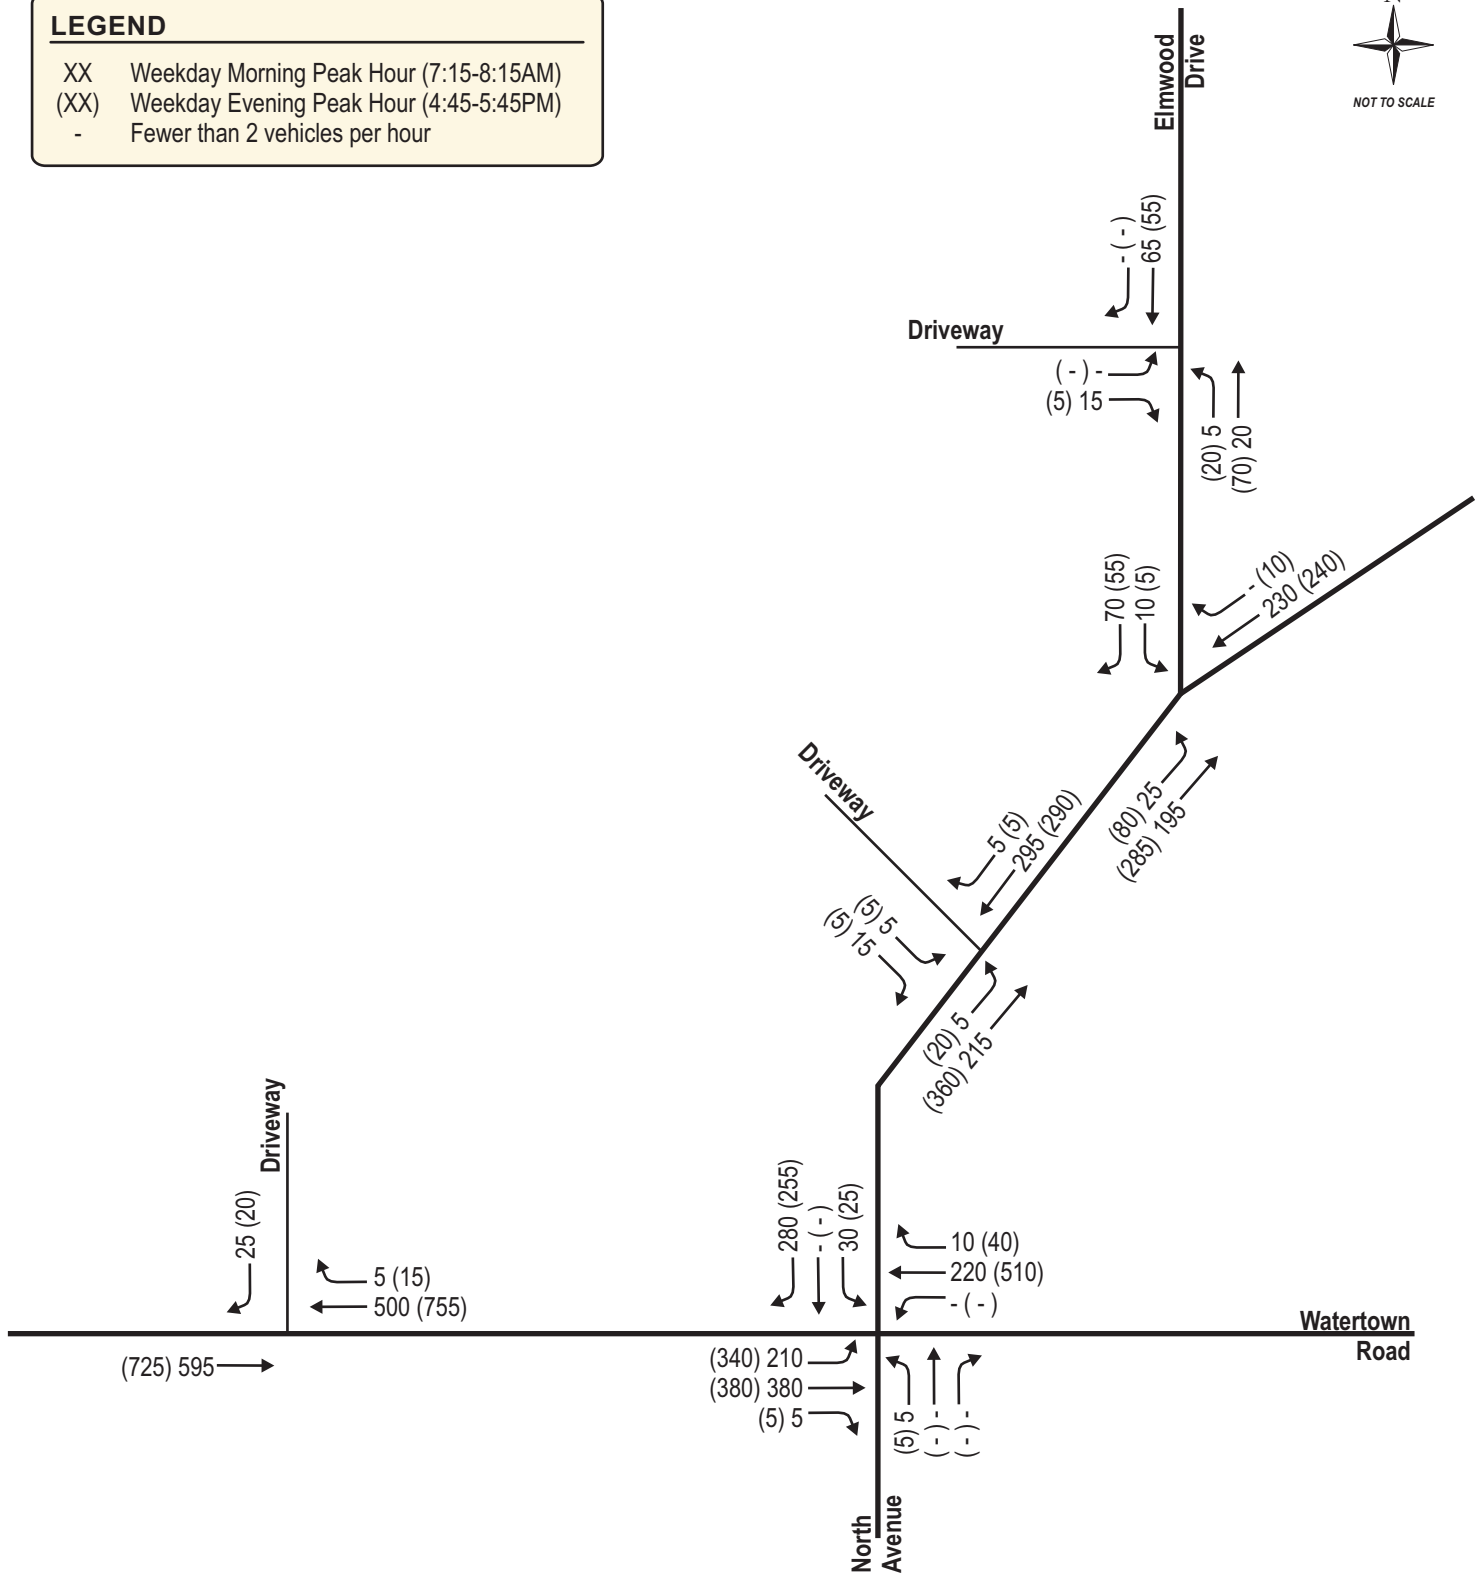 LEGEND
XX Weekday Morning Peak Hour (7:15-8:15AM)
(XX) Weekday Evening Peak Hour (4:45-5:45PM)
- Fewer than 2 vehicles per hour
N
NOT TO SCALE
Elmwood
Drive
- ( - )
65 (55)
Driveway
( - ) -
(5) 15
(20) 5
(70) 20
70 (55)
10 (5)
- (10)
230 (240)
Driveway
5 (5)
295 (290)
(80) 25
(285) 195
(5) 5
(5) 15
(20) 5
(360) 215
Driveway
25 (20)
5 (15)
500 (755)
(725) 595
280 (255)
- ( - )
30 (25)
10 (40)
220 (510)
- ( - )
Watertown
Road
(340) 210
(380) 380
(5) 5
(5) 5
( - ) -
( - ) -
North
Avenue